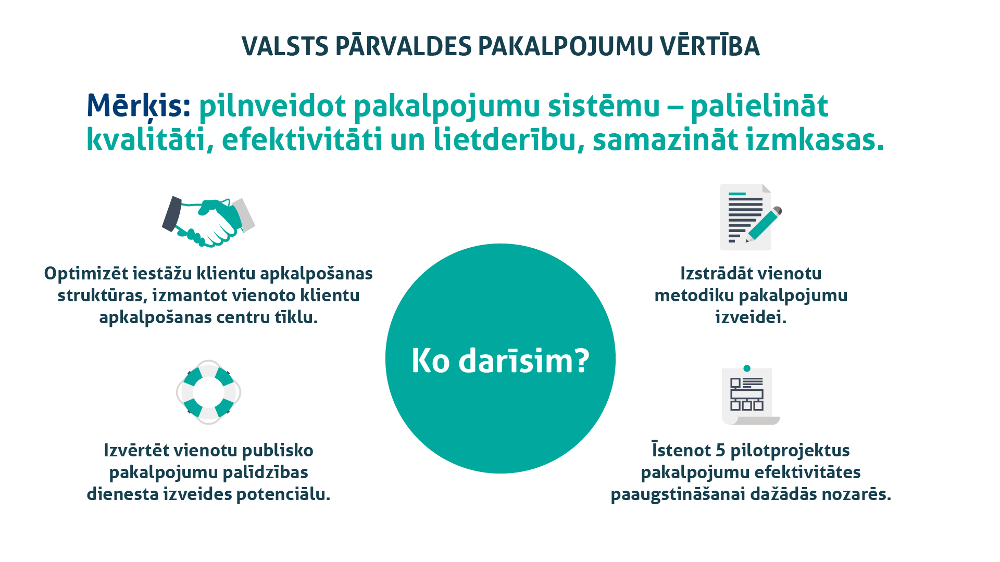 VALSTS PĀRVALDES PAKALPOJUMU VĒRTĪBA
Mērķis: pilnveidot pakalpojumu sistēmu – palielināt
kvalitāti, efektivitāti un lietderību, samazināt izmkasas.
Optimizēt iestāžu klientu apkalpošanas
struktūras, izmantot vienoto klientu
apkalpošanas centru tīklu.
Izstrādāt vienotu
metodiku pakalpojumu
izveidei.
Ko darīsim?
Izvērtēt vienotu publisko
pakalpojumu palīdzības
dienesta izveides potenciālu.
Īstenot 5 pilotprojektus
pakalpojumu efektivitātes
paaugstināšanai dažādās nozarēs.